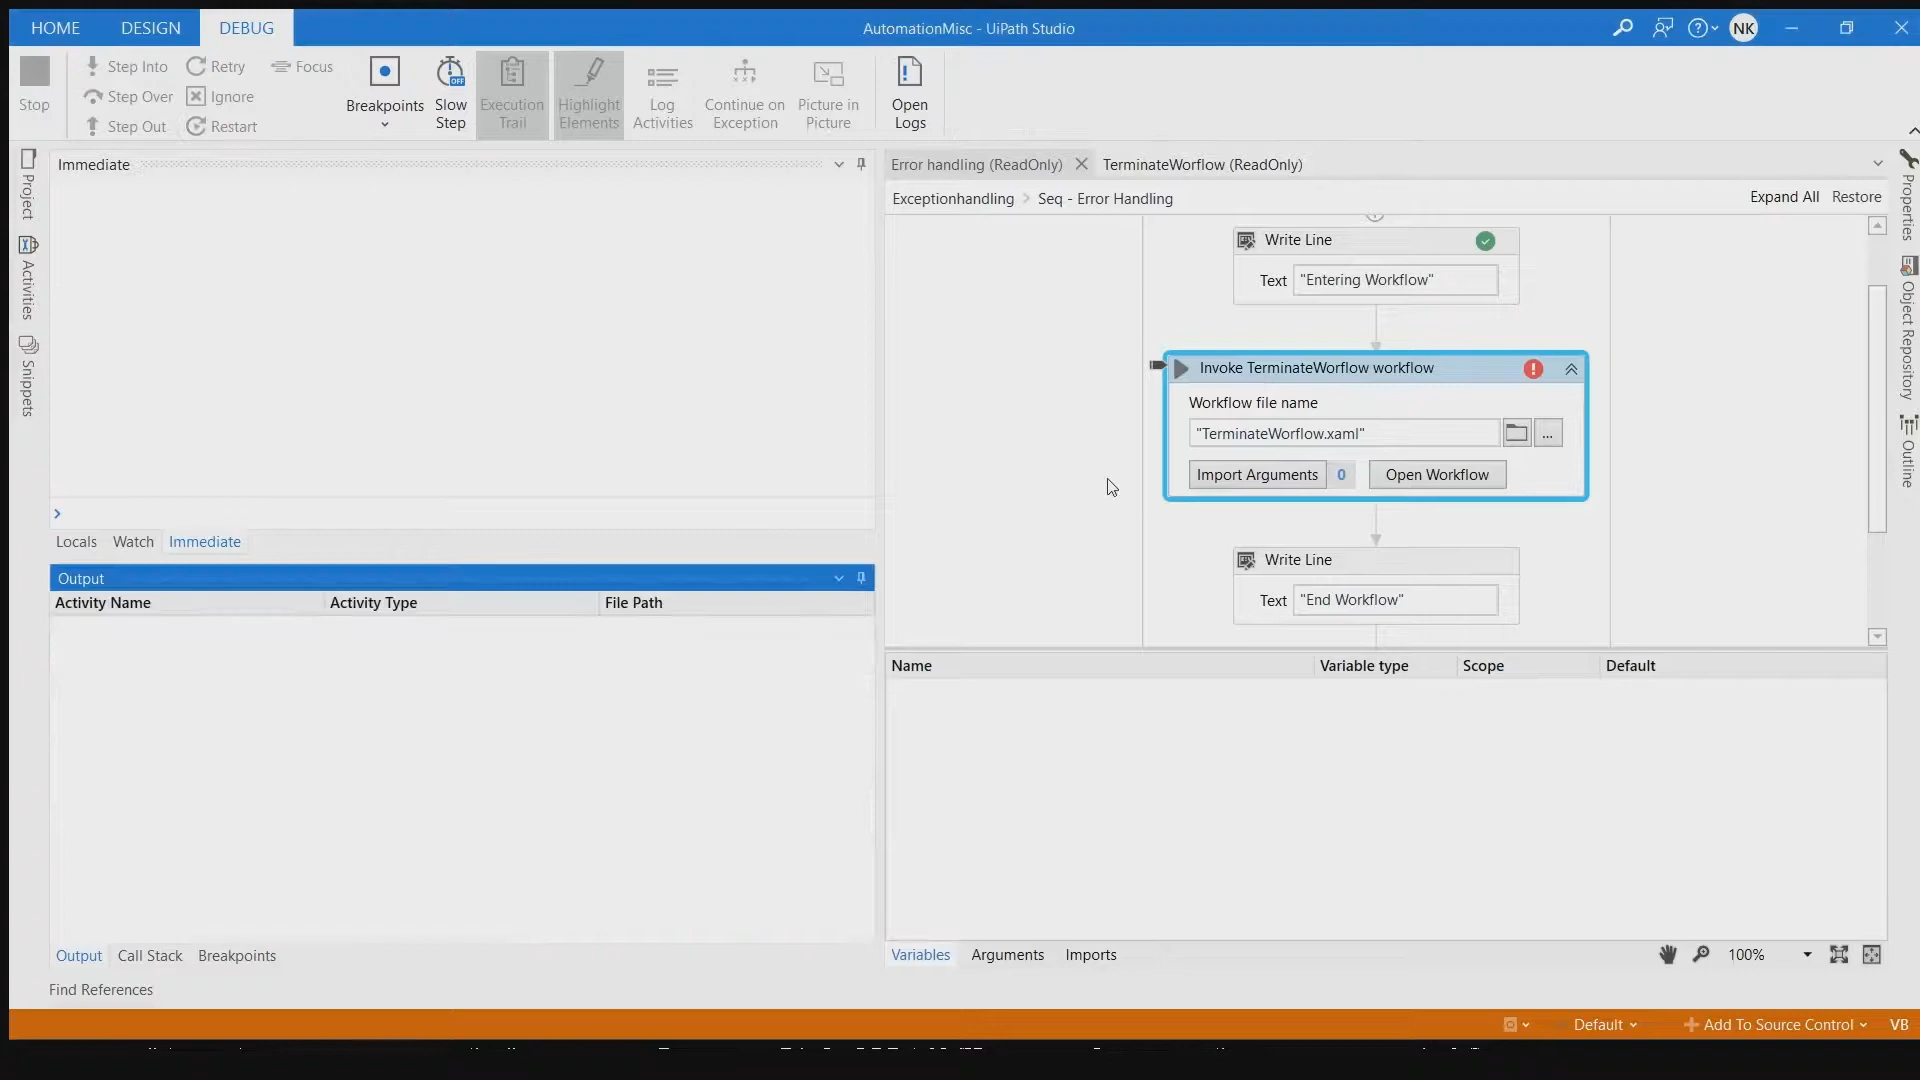 HOME DESIGN DEBUG AutomationMisc - UiPath Studio NK
Stop
Step Into
Step Over
Step Out
Retry
Ignore
Restart
Focus
Breakpoints
Slow Step
OFF
Execution Trail
Highlight Elements
Log Activities
Continue on Exception
Picture in Picture
Open Logs
Project
Activities
Snippets
Immediate
>
Locals Watch Immediate
Output
Activity Name Activity Type File Path
Output Call Stack Breakpoints
Find References
Error handling (ReadOnly) TerminateWorflow (ReadOnly)
Exceptionhandling > Seq - Error Handling Expand All Restore
Write Line
Text "Entering Workflow"
Invoke TerminateWorflow workflow
Workflow file name
"TerminateWorflow.xaml" ...
Import Arguments 0 Open Workflow
Write Line
Text "End Workflow"
Name Variable type Scope Default
Variables Arguments Imports 100%
Properties
Object Repository
Outline
Default Add To Source Control VB